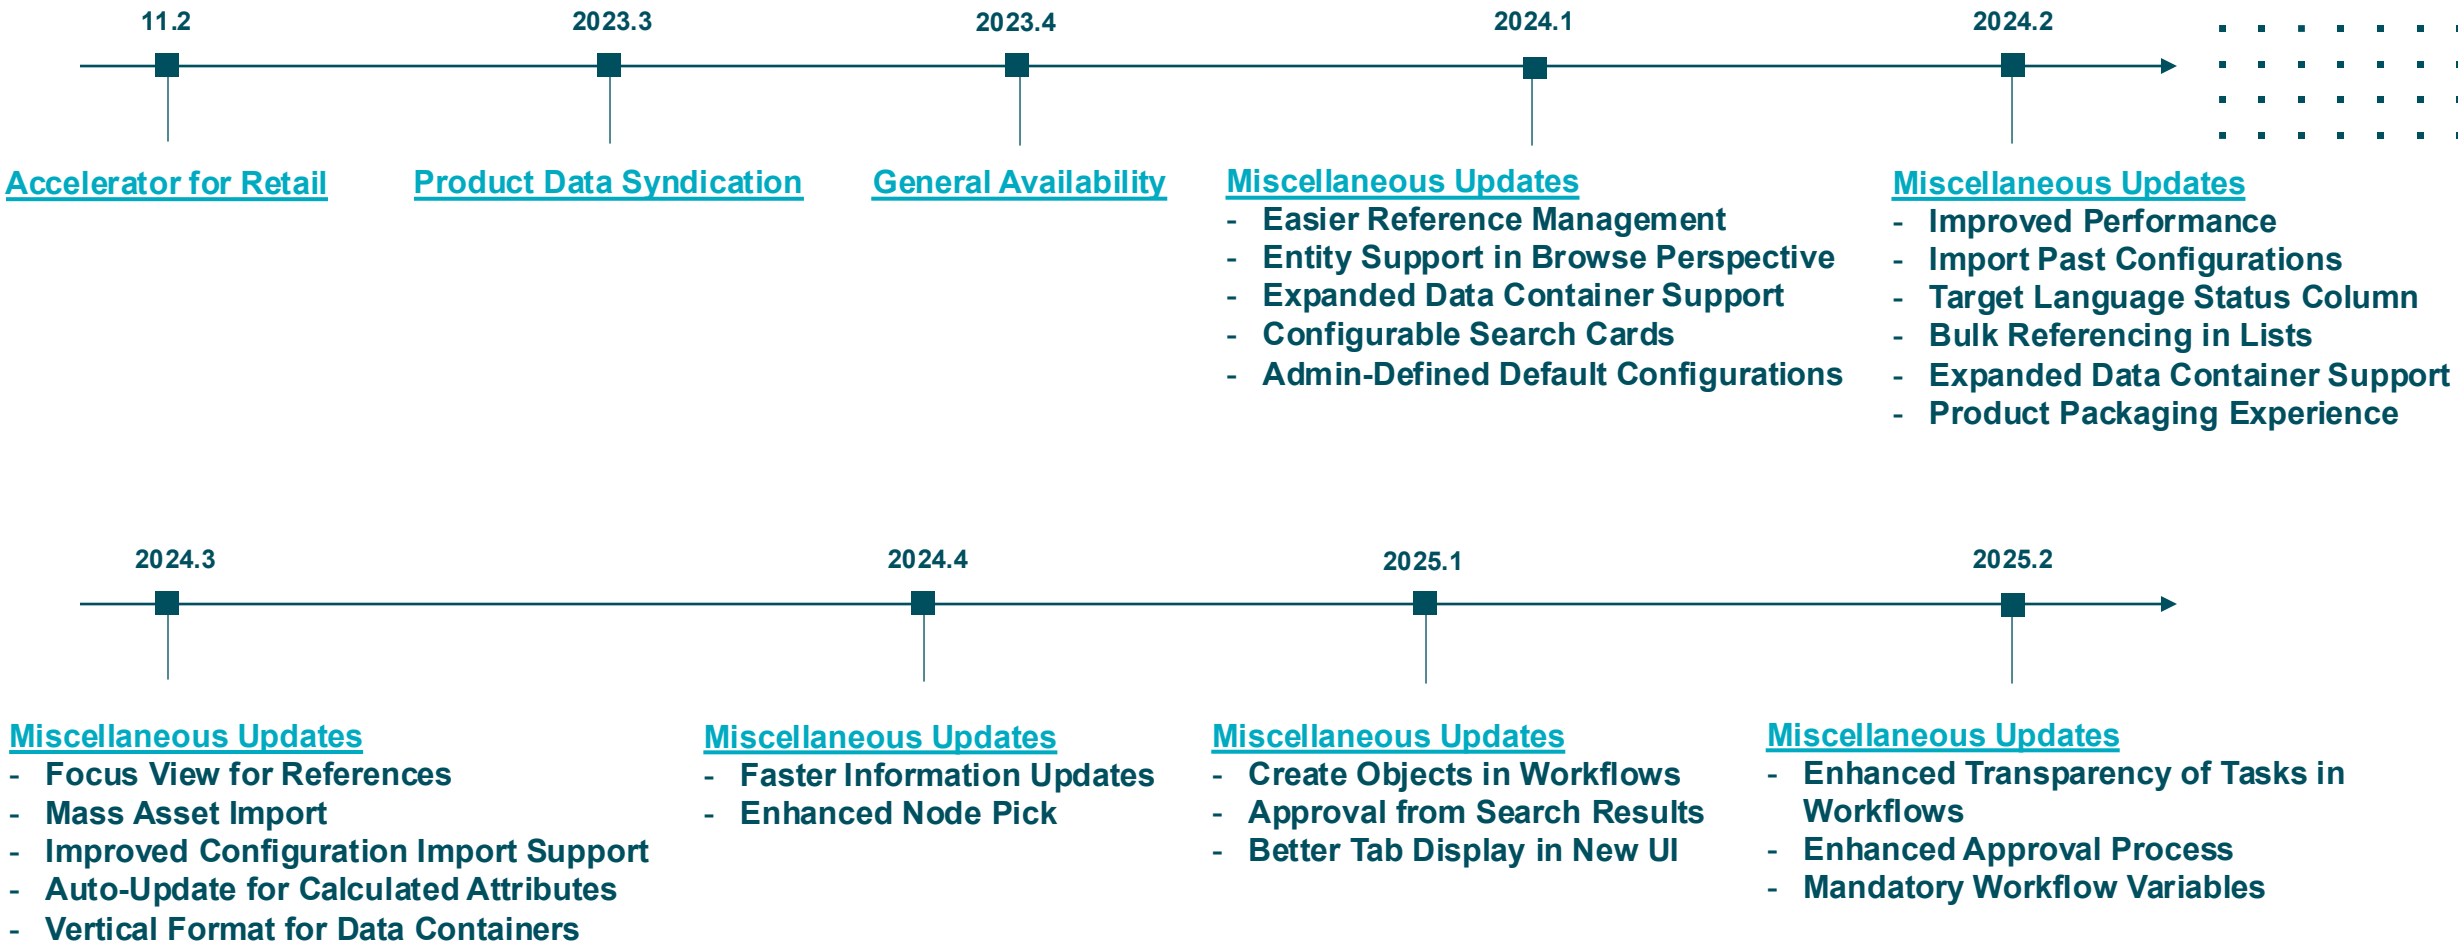 11.2
2023.3
2023.4
2024.1
2024.2
Accelerator for Retail
Product Data Syndication
General Availability
Miscellaneous Updates
- Easier Reference Management
- Entity Support in Browse Perspective
- Expanded Data Container Support
- Configurable Search Cards
- Admin-Defined Default Configurations
Miscellaneous Updates
- Improved Performance
- Import Past Configurations
- Target Language Status Column
- Bulk Referencing in Lists
- Expanded Data Container Support
- Product Packaging Experience
2024.3
2024.4
2025.1
2025.2
Miscellaneous Updates
- Focus View for References
- Mass Asset Import
- Improved Configuration Import Support
- Auto-Update for Calculated Attributes
- Vertical Format for Data Containers
Miscellaneous Updates
- Faster Information Updates
- Enhanced Node Pick
Miscellaneous Updates
- Create Objects in Workflows
- Approval from Search Results
- Better Tab Display in New UI
Miscellaneous Updates
- Enhanced Transparency of Tasks in
Workflows
- Enhanced Approval Process
- Mandatory Workflow Variables